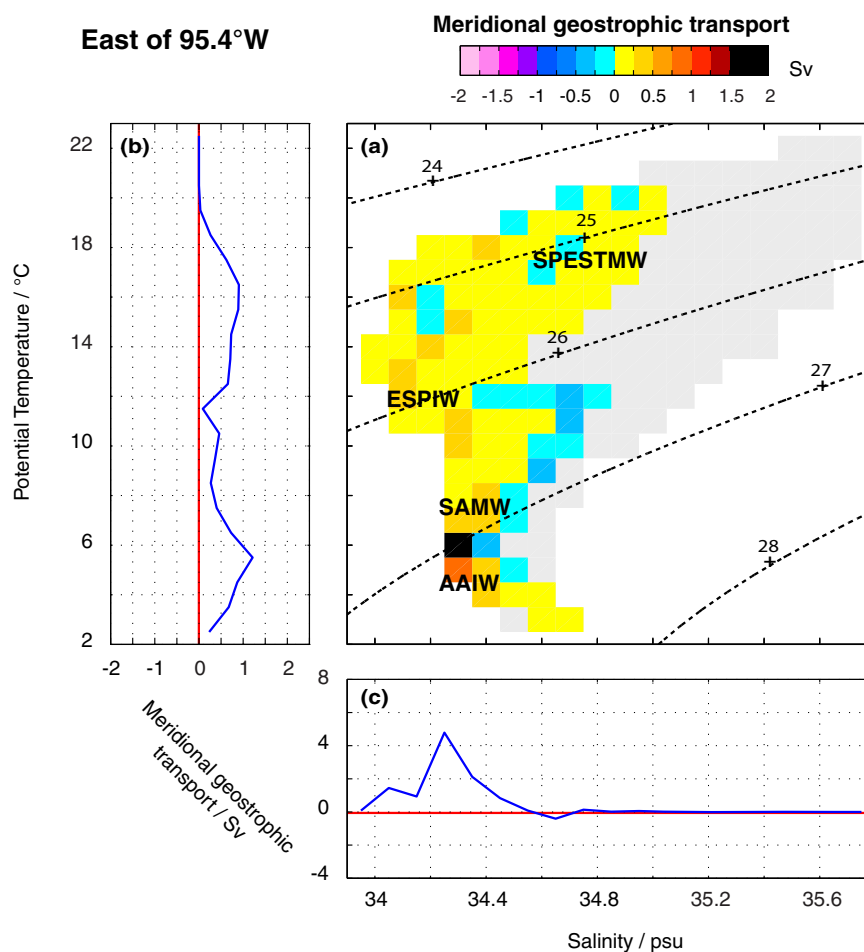 East of 95.4°W
Meridional geostrophic transport
Sv
-2 -1.5 -1 -0.5 0 0.5 1 1.5 2
(b)
(a)
22
18
14
10
6
2
Potential Temperature / °C
-2 -1 0 1 2
Meridional geostrophic
transport / Sv
24
25
SPESTMW
26
27
ESPIW
SAMW
28
AAIW
(c)
8
4
0
-4
34 34.4 34.8 35.2 35.6
Salinity / psu